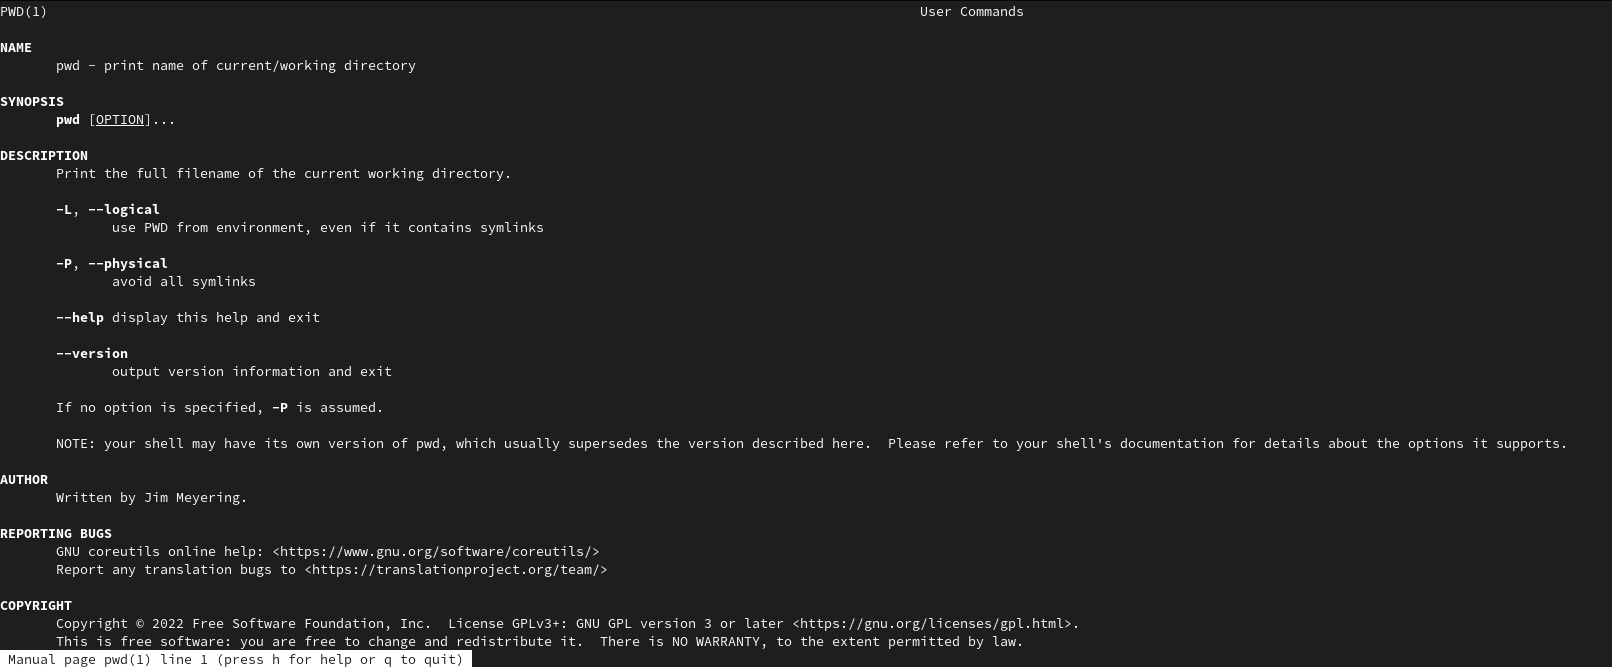 PWD(1) User Commands
NAME
pwd - print name of current/working directory
SYNOPSIS
pwd [OPTION]...
DESCRIPTION
Print the full filename of the current working directory.
-L, --logical
use PWD from environment, even if it contains symlinks
-P, --physical
avoid all symlinks
--help display this help and exit
--version
output version information and exit
If no option is specified, -P is assumed.
NOTE: your shell may have its own version of pwd, which usually supersedes the version described here.  Please refer to your shell's documentation for details about the options it supports.
AUTHOR
Written by Jim Meyering.
REPORTING BUGS
GNU coreutils online help: <https://www.gnu.org/software/coreutils/>
Report any translation bugs to <https://translationproject.org/team/>
COPYRIGHT
Copyright © 2022 Free Software Foundation, Inc.  License GPLv3+: GNU GPL version 3 or later <https://gnu.org/licenses/gpl.html>.
This is free software: you are free to change and redistribute it.  There is NO WARRANTY, to the extent permitted by law.
Manual page pwd(1) line 1 (press h for help or q to quit)